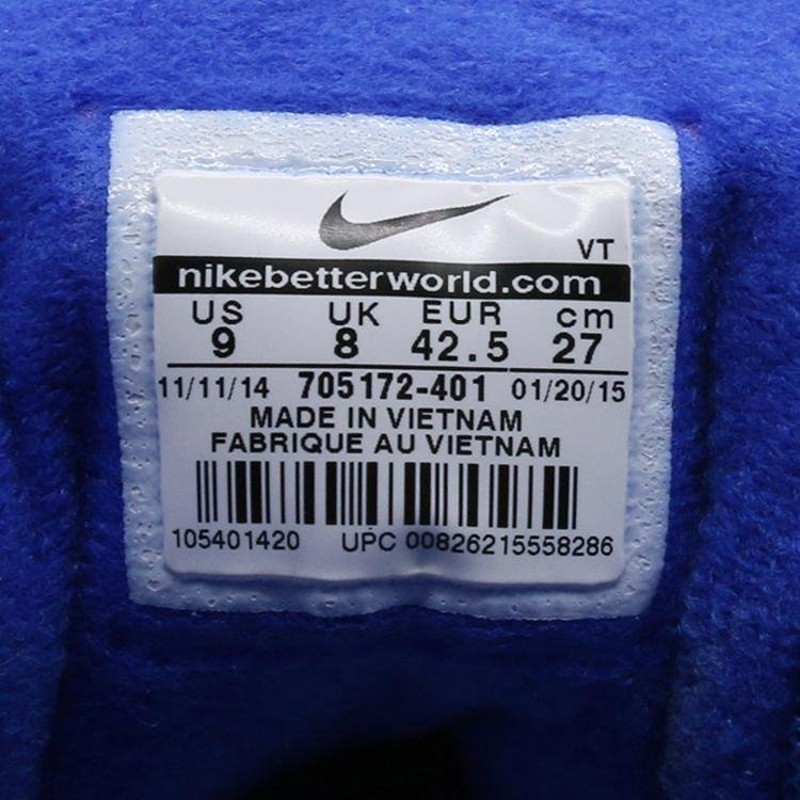 VT
nikebetterworld.com
US UK EUR cm
9 8 42.5 27
11/11/14 705172-401 01/20/15
MADE IN VIETNAM
FABRIQUE AU VIETNAM
105401420 UPC 00826215558286